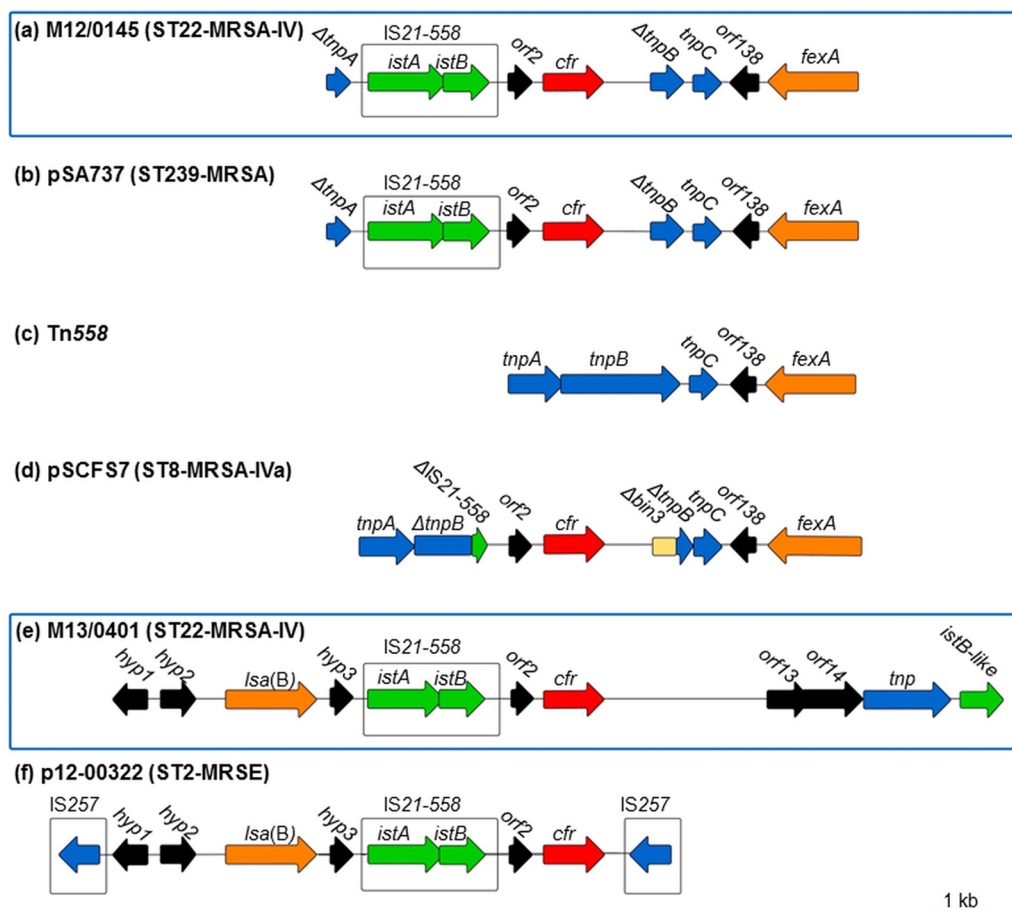 (a) M12/0145 (ST22-MRSA-IV)
ΔtnpA
IS21-558
istA istB
orf2
cfr
ΔtnpB
tnpC
orf138
fexA
(b) pSA737 (ST239-MRSA)
ΔtnpA
IS21-558
istA istB
orf2
cfr
ΔtnpB
tnpC
orf138
fexA
(c) Tn558
tnpA
tnpB
tnpC
orf138
fexA
(d) pSCFS7 (ST8-MRSA-IVa)
tnpA
ΔtnpB
ΔIS21-558
orf2
cfr
Δbin3
ΔtnpB
tnpC
orf138
fexA
(e) M13/0401 (ST22-MRSA-IV)
hyp1
hyp2
lsa(B)
hyp3
IS21-558
istA istB
orf2
cfr
orf13
orf14
tnp
istB-like
(f) p12-00322 (ST2-MRSE)
IS257
hyp1
hyp2
lsa(B)
hyp3
IS21-558
istA istB
orf2
cfr
IS257
1 kb